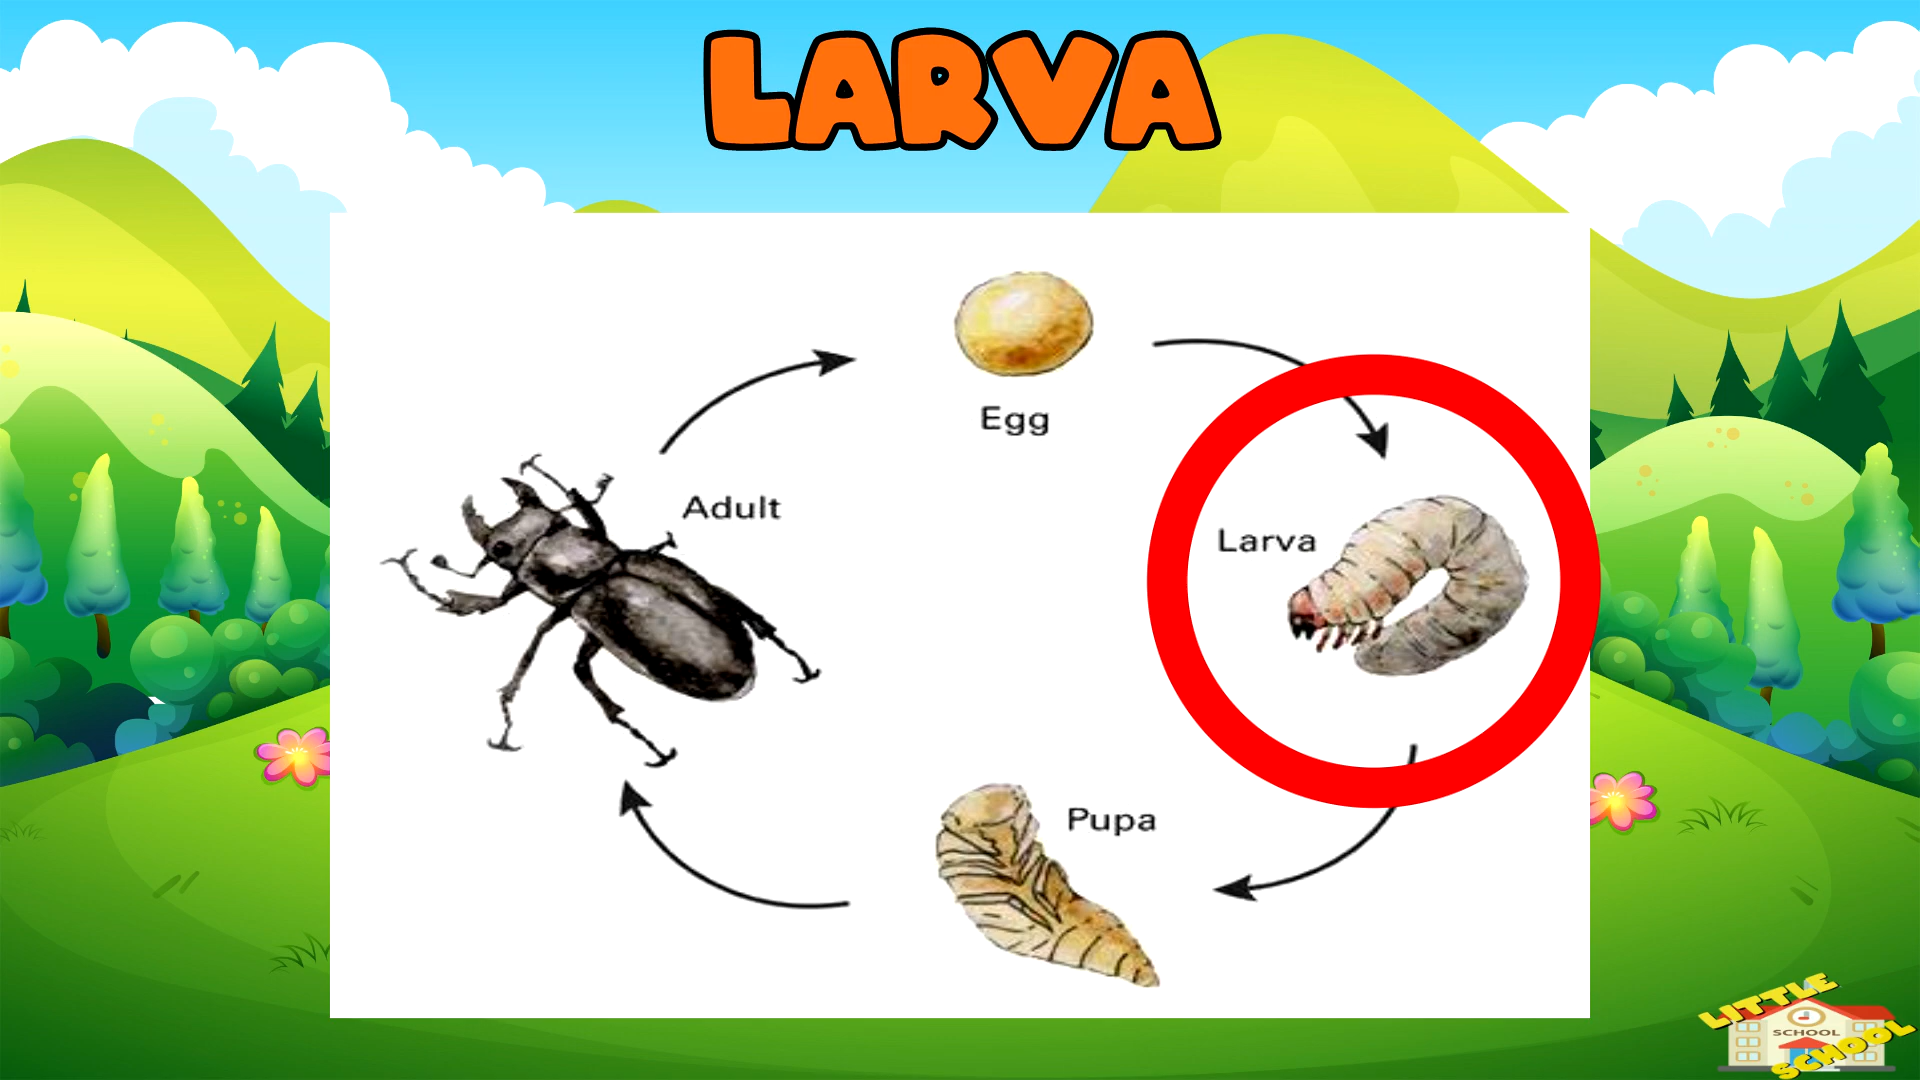 LARVA
Egg
Adult
Larva
Pupa
LITTLE
SCHOOL
SCHOOL